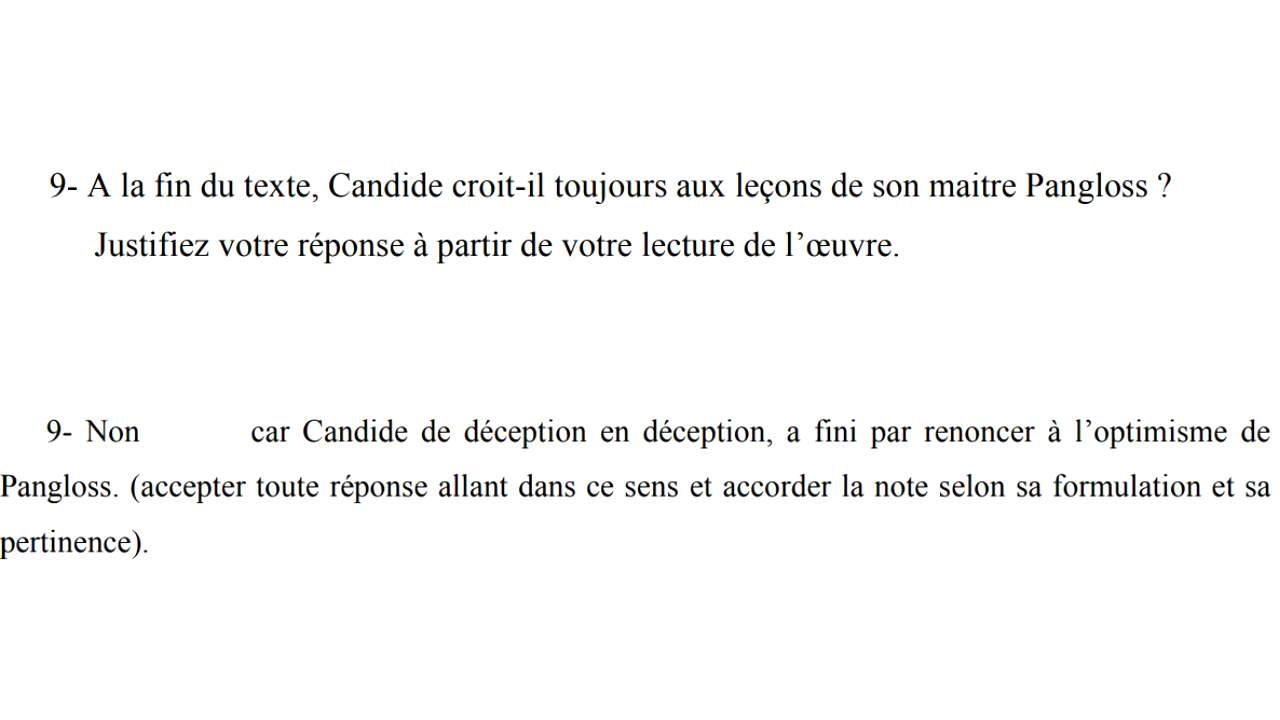 9- A la fin du texte, Candide croit-il toujours aux leçons de son maitre Pangloss ?
Justifiez votre réponse à partir de votre lecture de l’œuvre.
9- Non car Candide de déception en déception, a fini par renoncer à l’optimisme de
Pangloss. (accepter toute réponse allant dans ce sens et accorder la note selon sa formulation et sa
pertinence).